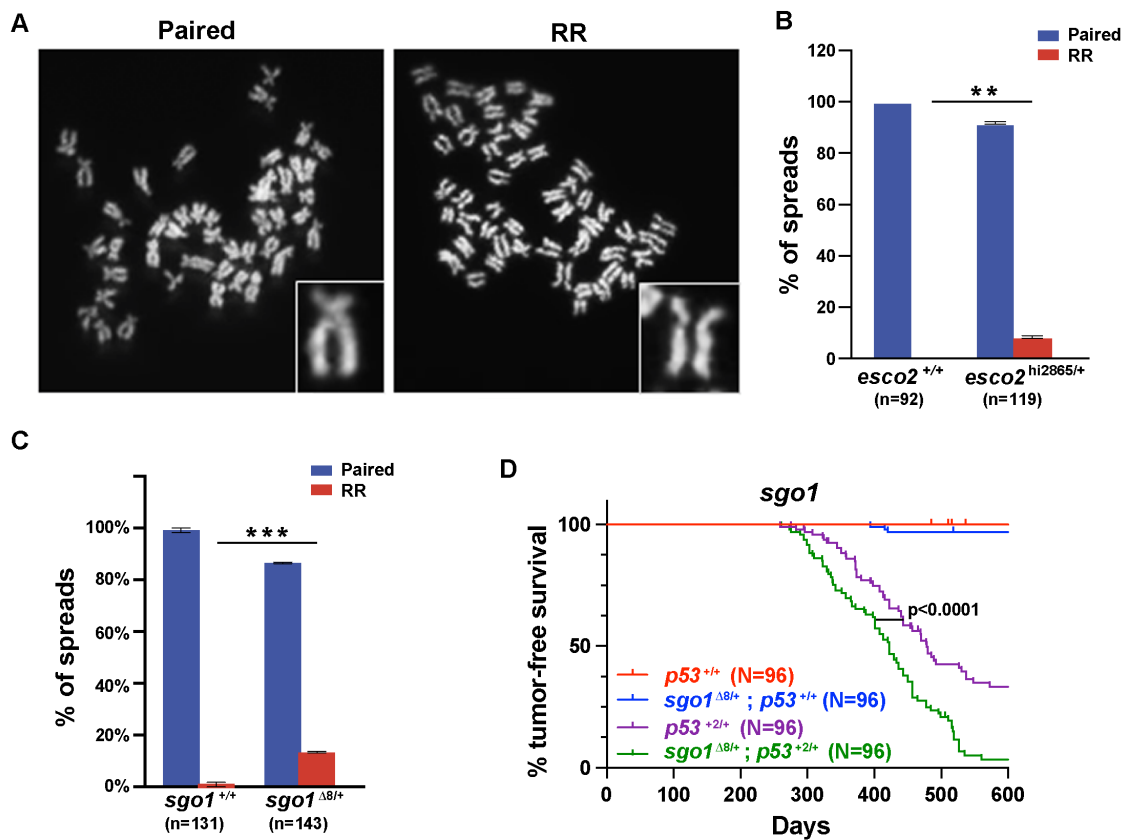 A
Paired
RR
B
Paired
RR
120
100
80
60
40
20
0
% of spreads
**
esco2 +/+
(n=92)
esco2 hi2865/+
(n=119)
C
Paired
RR
100%
80%
60%
40%
20%
0%
% of spreads
***
sgo1 +/+
(n=131)
sgo1 Δ8/+
(n=143)
D
sgo1
100
50
0
% tumor-free survival
p<0.0001
p53 +/+ (N=96)
sgo1 Δ8/+ ; p53 +/+ (N=96)
p53 +2/+ (N=96)
sgo1 Δ8/+ ; p53 +2/+ (N=96)
0 100 200 300 400 500 600
Days